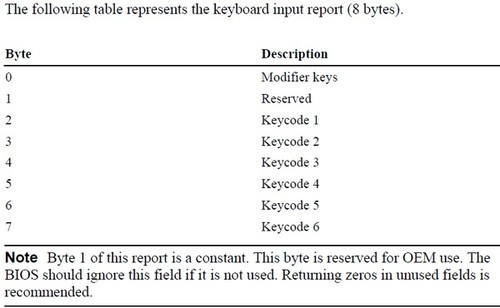 The following table represents the keyboard input report (8 bytes).
Byte Description
0 Modifier keys
1 Reserved
2 Keycode 1
3 Keycode 2
4 Keycode 3
5 Keycode 4
6 Keycode 5
7 Keycode 6
Note Byte 1 of this report is a constant. This byte is reserved for OEM use. The
BIOS should ignore this field if it is not used. Returning zeros in unused fields is
recommended.